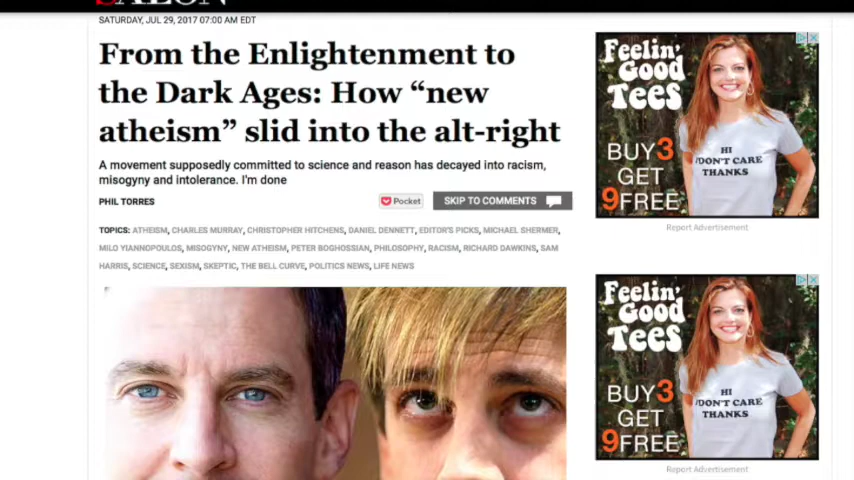 SALON
SATURDAY, JUL 29, 2017 07:00 AM EDT
From the Enlightenment to
the Dark Ages: How “new
atheism” slid into the alt-right
A movement supposedly committed to science and reason has decayed into racism,
misogyny and intolerance. I'm done
PHIL TORRES
Pocket
SKIP TO COMMENTS
TOPICS: ATHEISM, CHARLES MURRAY, CHRISTOPHER HITCHENS, DANIEL DENNETT, EDITOR'S PICKS, MICHAEL SHERMER,
MILO YIANNOPOULOS, MISOGYNY, NEW ATHEISM, PETER BOGHOSSIAN, PHILOSOPHY, RACISM, RICHARD DAWKINS, SAM
HARRIS, SCIENCE, SEXISM, SKEPTIC, THE BELL CURVE, POLITICS NEWS, LIFE NEWS
Feelin'
Good
Tees
BUY 3
GET
9 FREE
HI
DON'T CARE
THANKS
Report Advertisement
Feelin'
Good
Tees
BUY 3
GET
9 FREE
HI
DON'T CARE
THANKS
Report Advertisement